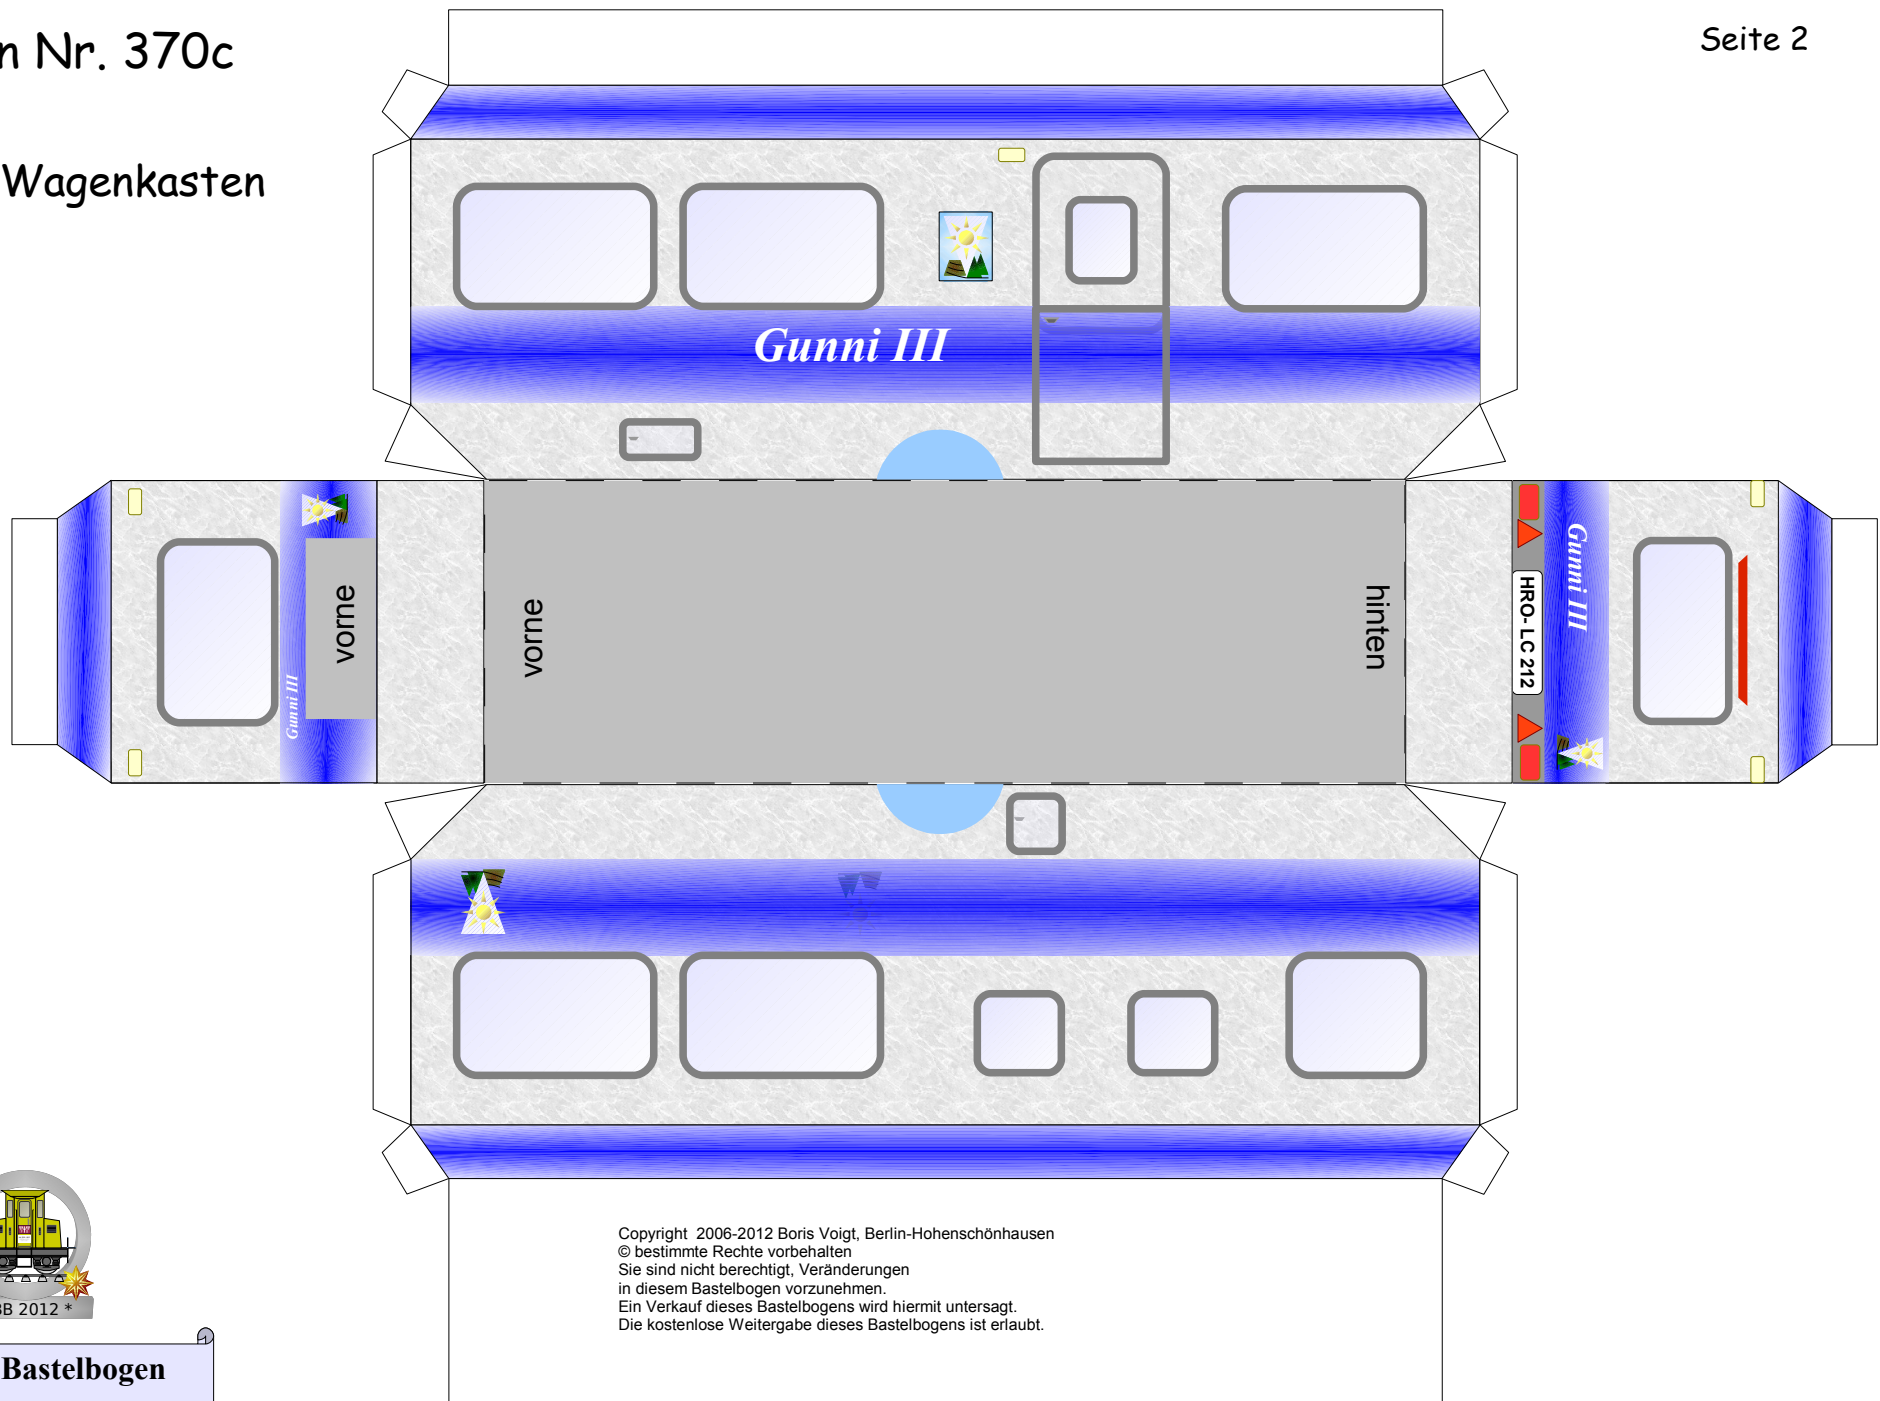 n Nr. 370c
Seite 2
Wagenkasten
Gunni III
vorne
Gunni III
vorne
hinten
HRO- LC 212
Gunni III
Copyright  2006-2012 Boris Voigt, Berlin-Hohenschönhausen
© bestimmte Rechte vorbehalten
Sie sind nicht berechtigt, Veränderungen
in diesem Bastelbogen vorzunehmen.
Ein Verkauf dieses Bastelbogens wird hiermit untersagt.
Die kostenlose Weitergabe dieses Bastelbogens ist erlaubt.
BB 2012 *
Bastelbogen